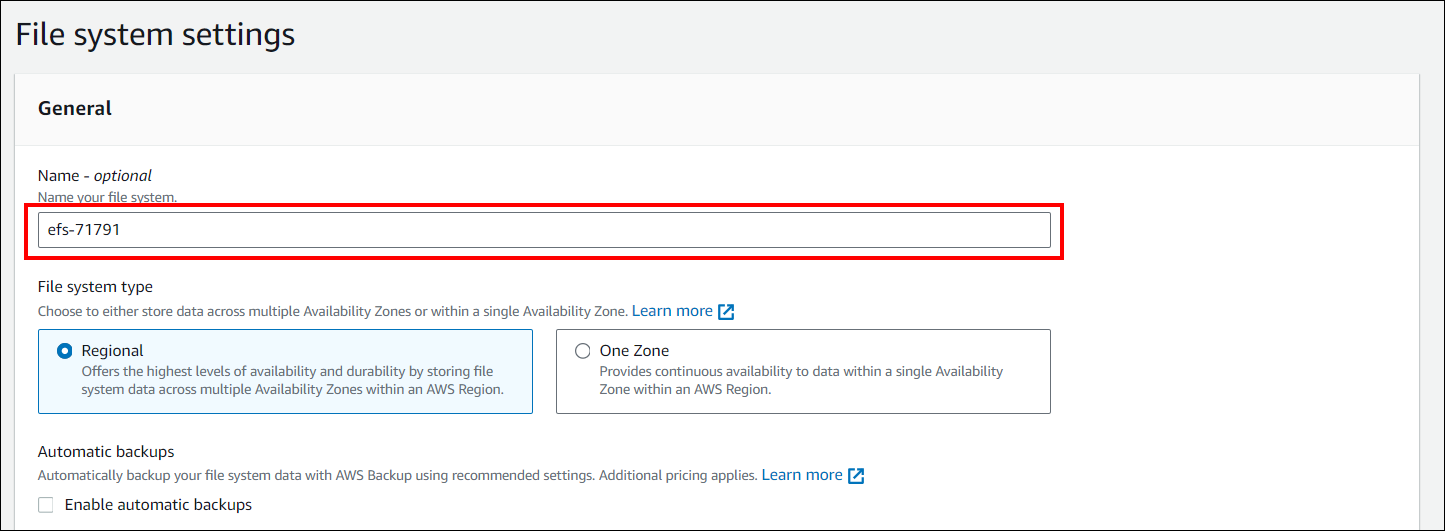 File system settings
General
Name - optional
Name your file system.
efs-71791
File system type
Choose to either store data across multiple Availability Zones or within a single Availability Zone. Learn more
Regional
Offers the highest levels of availability and durability by storing file
system data across multiple Availability Zones within an AWS Region.
One Zone
Provides continuous availability to data within a single Availability
Zone within an AWS Region.
Automatic backups
Automatically backup your file system data with AWS Backup using recommended settings. Additional pricing applies. Learn more
Enable automatic backups